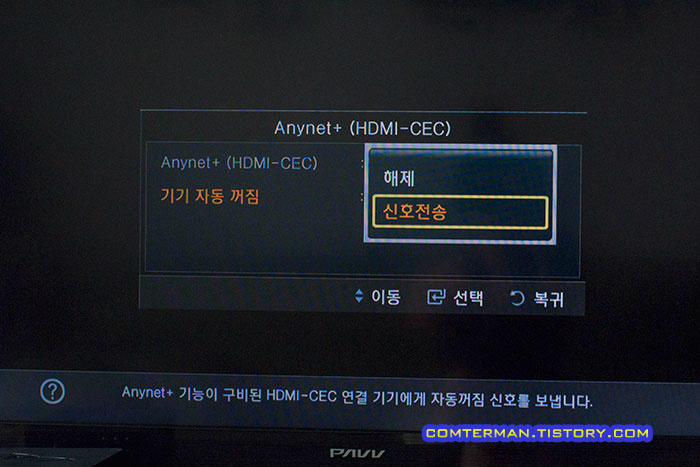 Anynet+ (HDMI-CEC)
Anynet+ (HDMI-CEC) :
해제
기기 자동 꺼짐 :
신호전송
이동 선택 복귀
Anynet+ 기능이 구비된 HDMI-CEC 연결 기기에게 자동꺼짐 신호를 보냅니다.
COMTERMAN.TISTORY.COM
PAVV